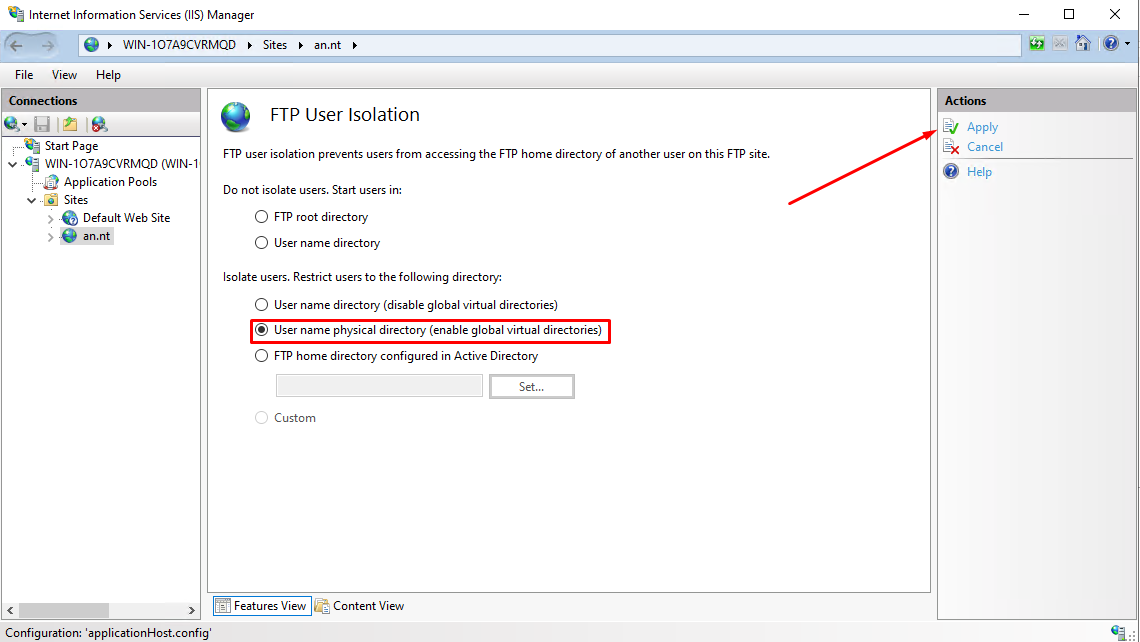 Internet Information Services (IIS) Manager
WIN-1O7A9CVRMQD Sites an.nt
File View Help
Connections
Start Page
WIN-1O7A9CVRMQD (WIN-1
Application Pools
Sites
Default Web Site
an.nt
FTP User Isolation
FTP user isolation prevents users from accessing the FTP home directory of another user on this FTP site.
Do not isolate users. Start users in:
FTP root directory
User name directory
Isolate users. Restrict users to the following directory:
User name directory (disable global virtual directories)
User name physical directory (enable global virtual directories)
FTP home directory configured in Active Directory
Set...
Custom
Features View Content View
Actions
Apply
Cancel
Help
Configuration: 'applicationHost.config'